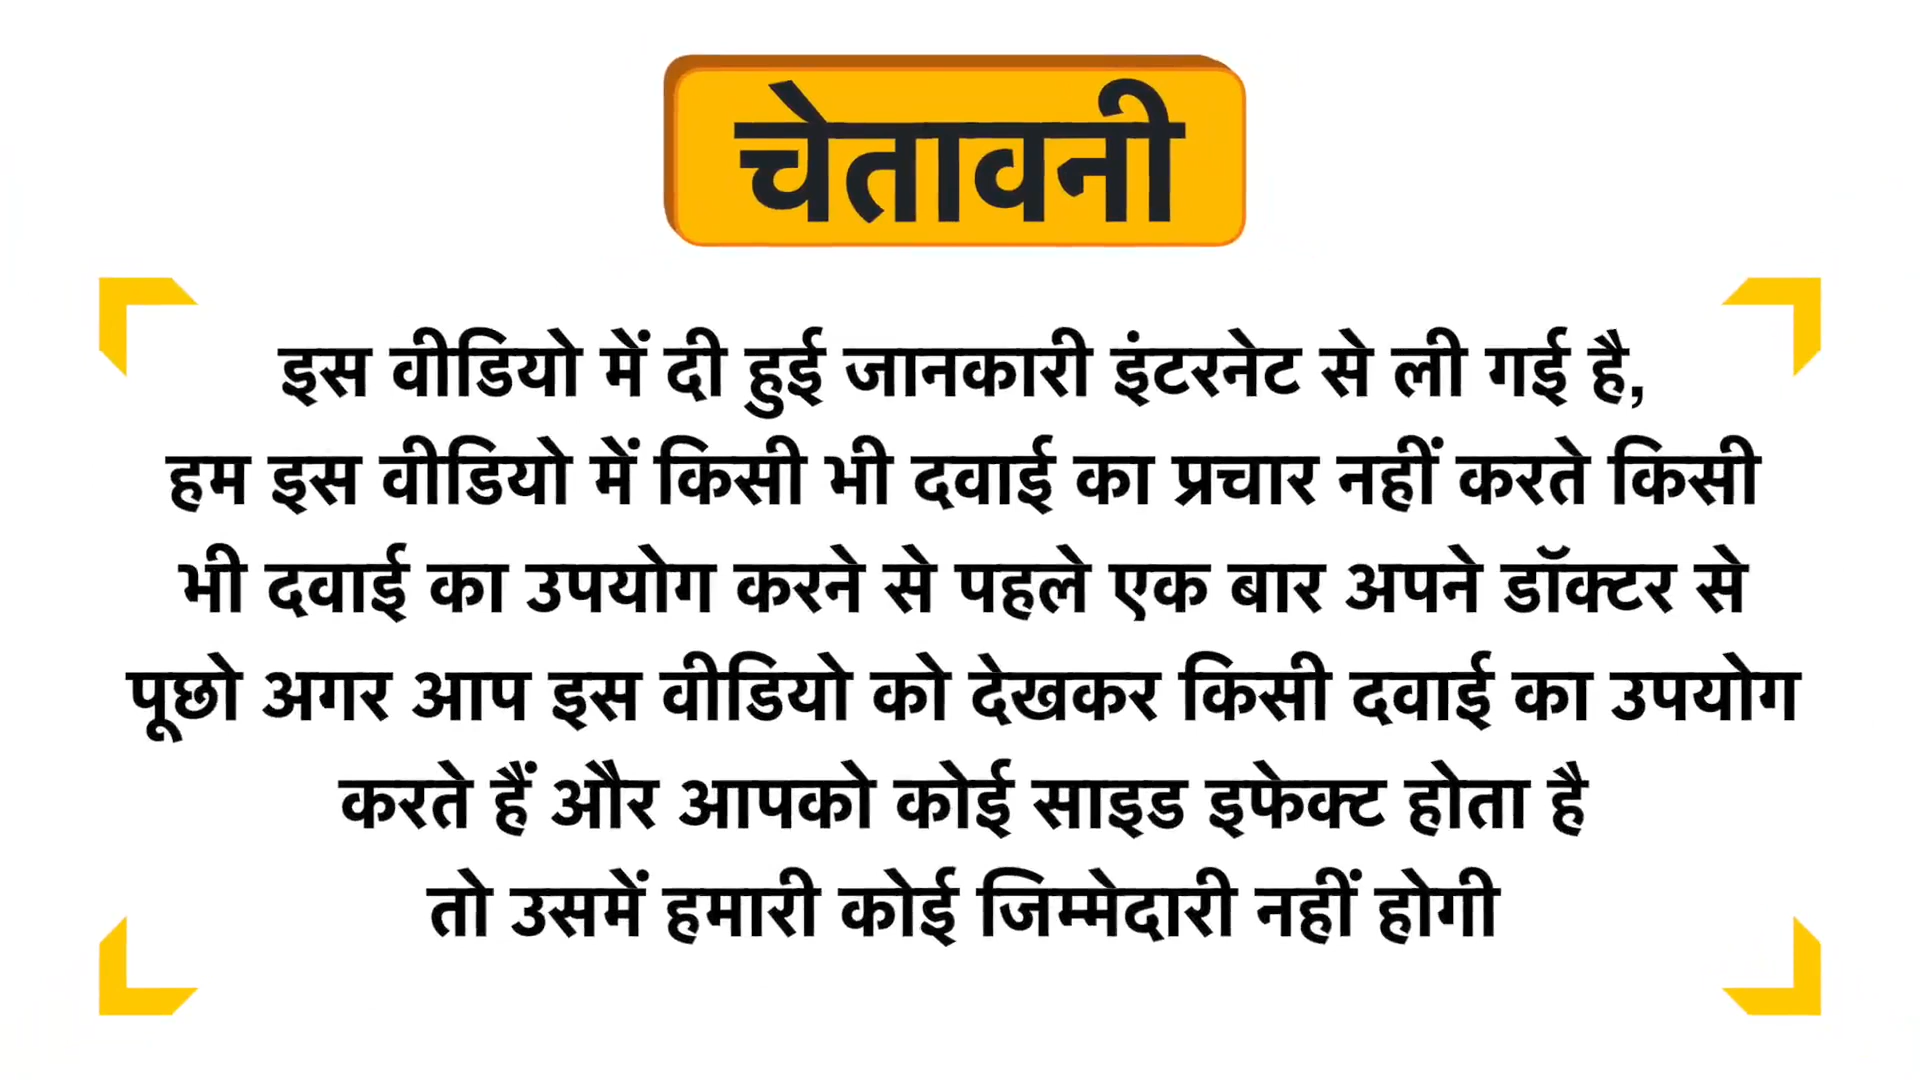 चेतावनी
इस वीडियो में दी हुई जानकारी इंटरनेट से ली गई है,
हम इस वीडियो में किसी भी दवाई का प्रचार नहीं करते किसी
भी दवाई का उपयोग करने से पहले एक बार अपने डॉक्टर से
पूछो अगर आप इस वीडियो को देखकर किसी दवाई का उपयोग
करते हैं और आपको कोई साइड इफेक्ट होता है
तो उसमें हमारी कोई जिम्मेदारी नहीं होगी